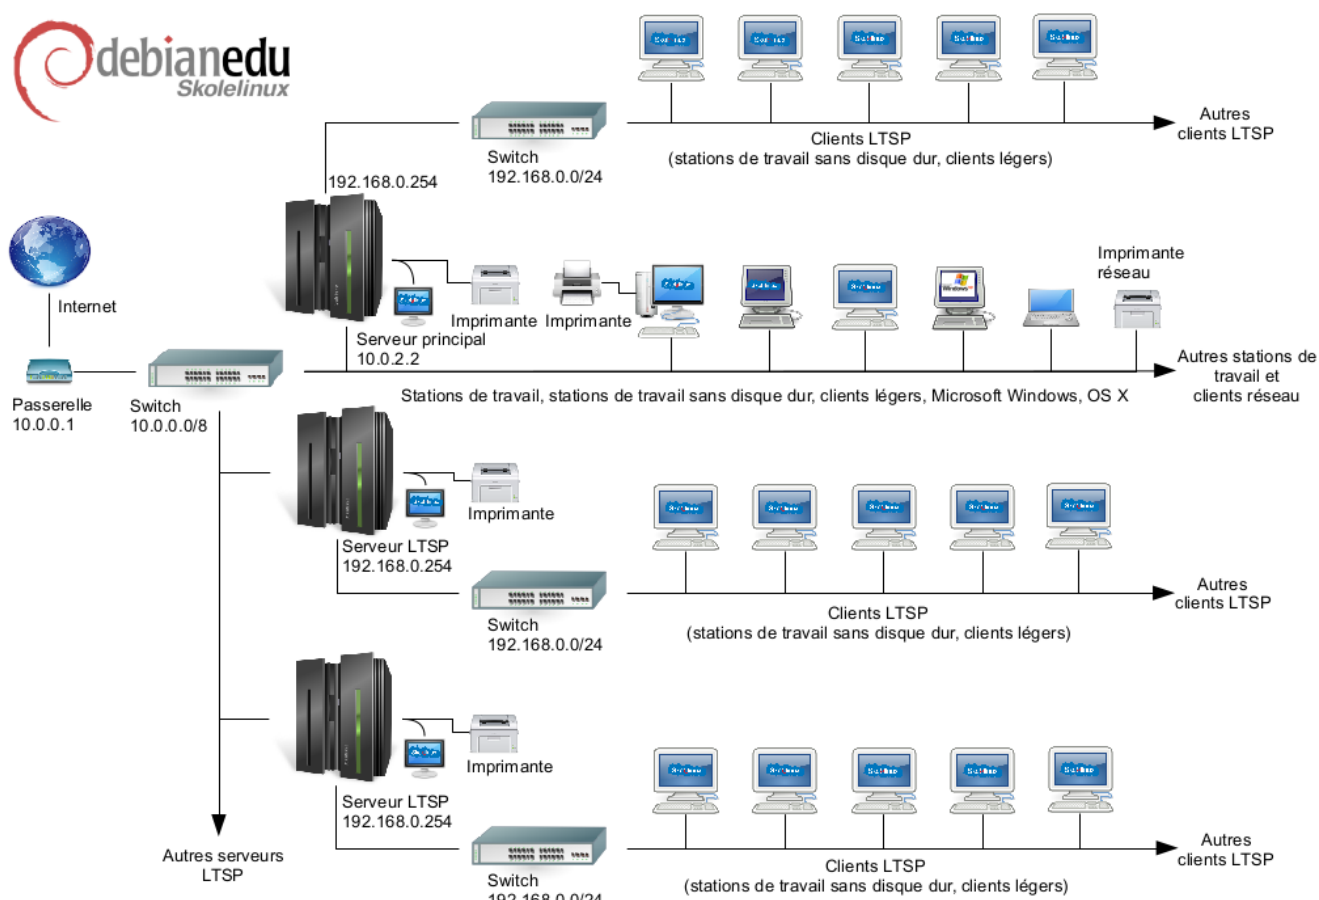 debianedu
Skolelinux
Autres
clients LTSP
Clients LTSP
(stations de travail sans disque dur, clients légers)
Switch
192.168.0.0/24
192.168.0.254
Internet
Imprimante
réseau
Imprimante
Imprimante
Serveur principal
10.0.2.2
Autres stations de
travail et
clients réseau
Passerelle
10.0.0.1
Switch
10.0.0.0/8
Stations de travail, stations de travail sans disque dur, clients légers, Microsoft Windows, OS X
Imprimante
Serveur LTSP
192.168.0.254
Autres
clients LTSP
Clients LTSP
(stations de travail sans disque dur, clients légers)
Switch
192.168.0.0/24
Imprimante
Serveur LTSP
192.168.0.254
Autres serveurs
LTSP
Autres
clients LTSP
Clients LTSP
(stations de travail sans disque dur, clients légers)
Switch
192.168.0.0/24